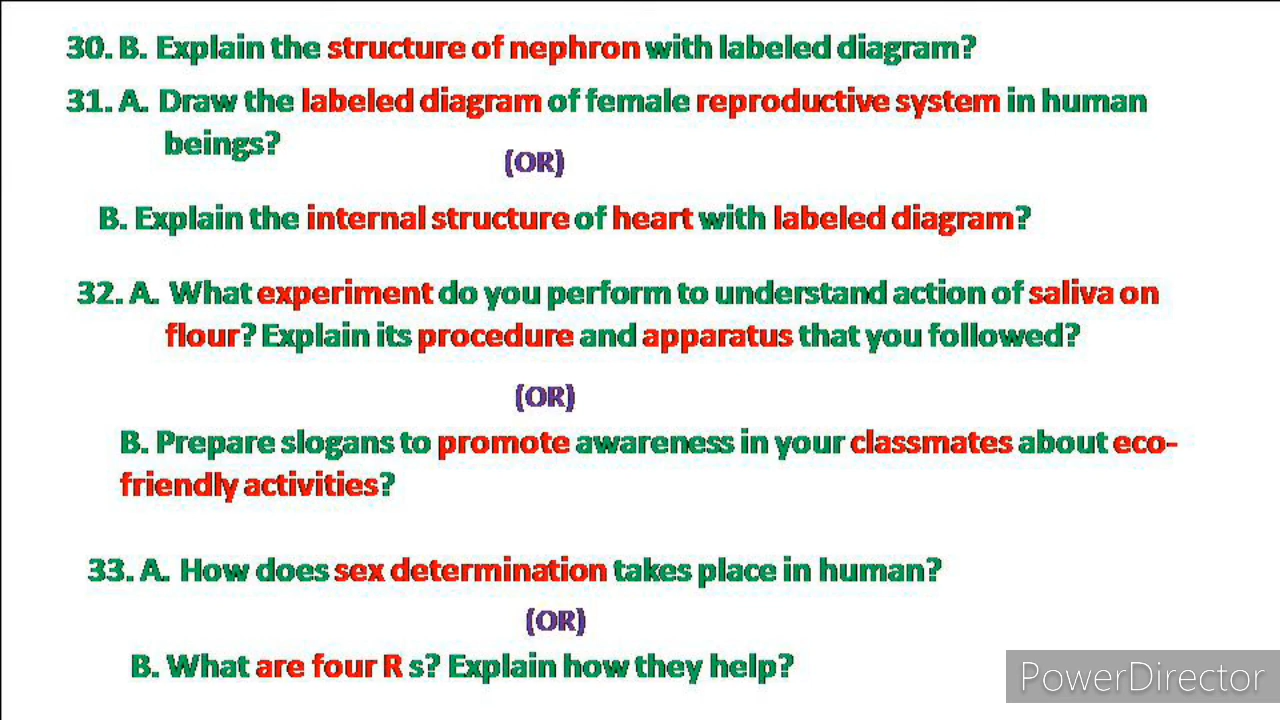 30. B. Explain the structure of nephron with labeled diagram?
31. A. Draw the labeled diagram of female reproductive system in human
beings?
(OR)
B. Explain the internal structure of heart with labeled diagram?
32. A. What experiment do you perform to understand action of saliva on
flour? Explain its procedure and apparatus that you followed?
(OR)
B. Prepare slogans to promote awareness in your classmates about eco-
friendly activities?
33. A. How does sex determination takes place in human?
(OR)
B. What are four R s? Explain how they help?
PowerDirector